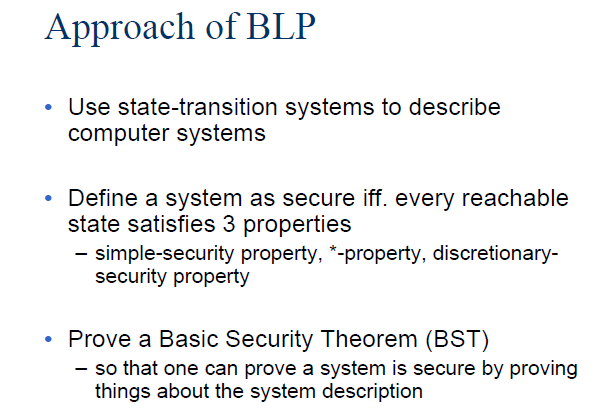 Approach of BLP
• Use state-transition systems to describe
computer systems
• Define a system as secure iff. every reachable
state satisfies 3 properties
– simple-security property, *-property, discretionary-
security property
• Prove a Basic Security Theorem (BST)
– so that one can prove a system is secure by proving
things about the system description